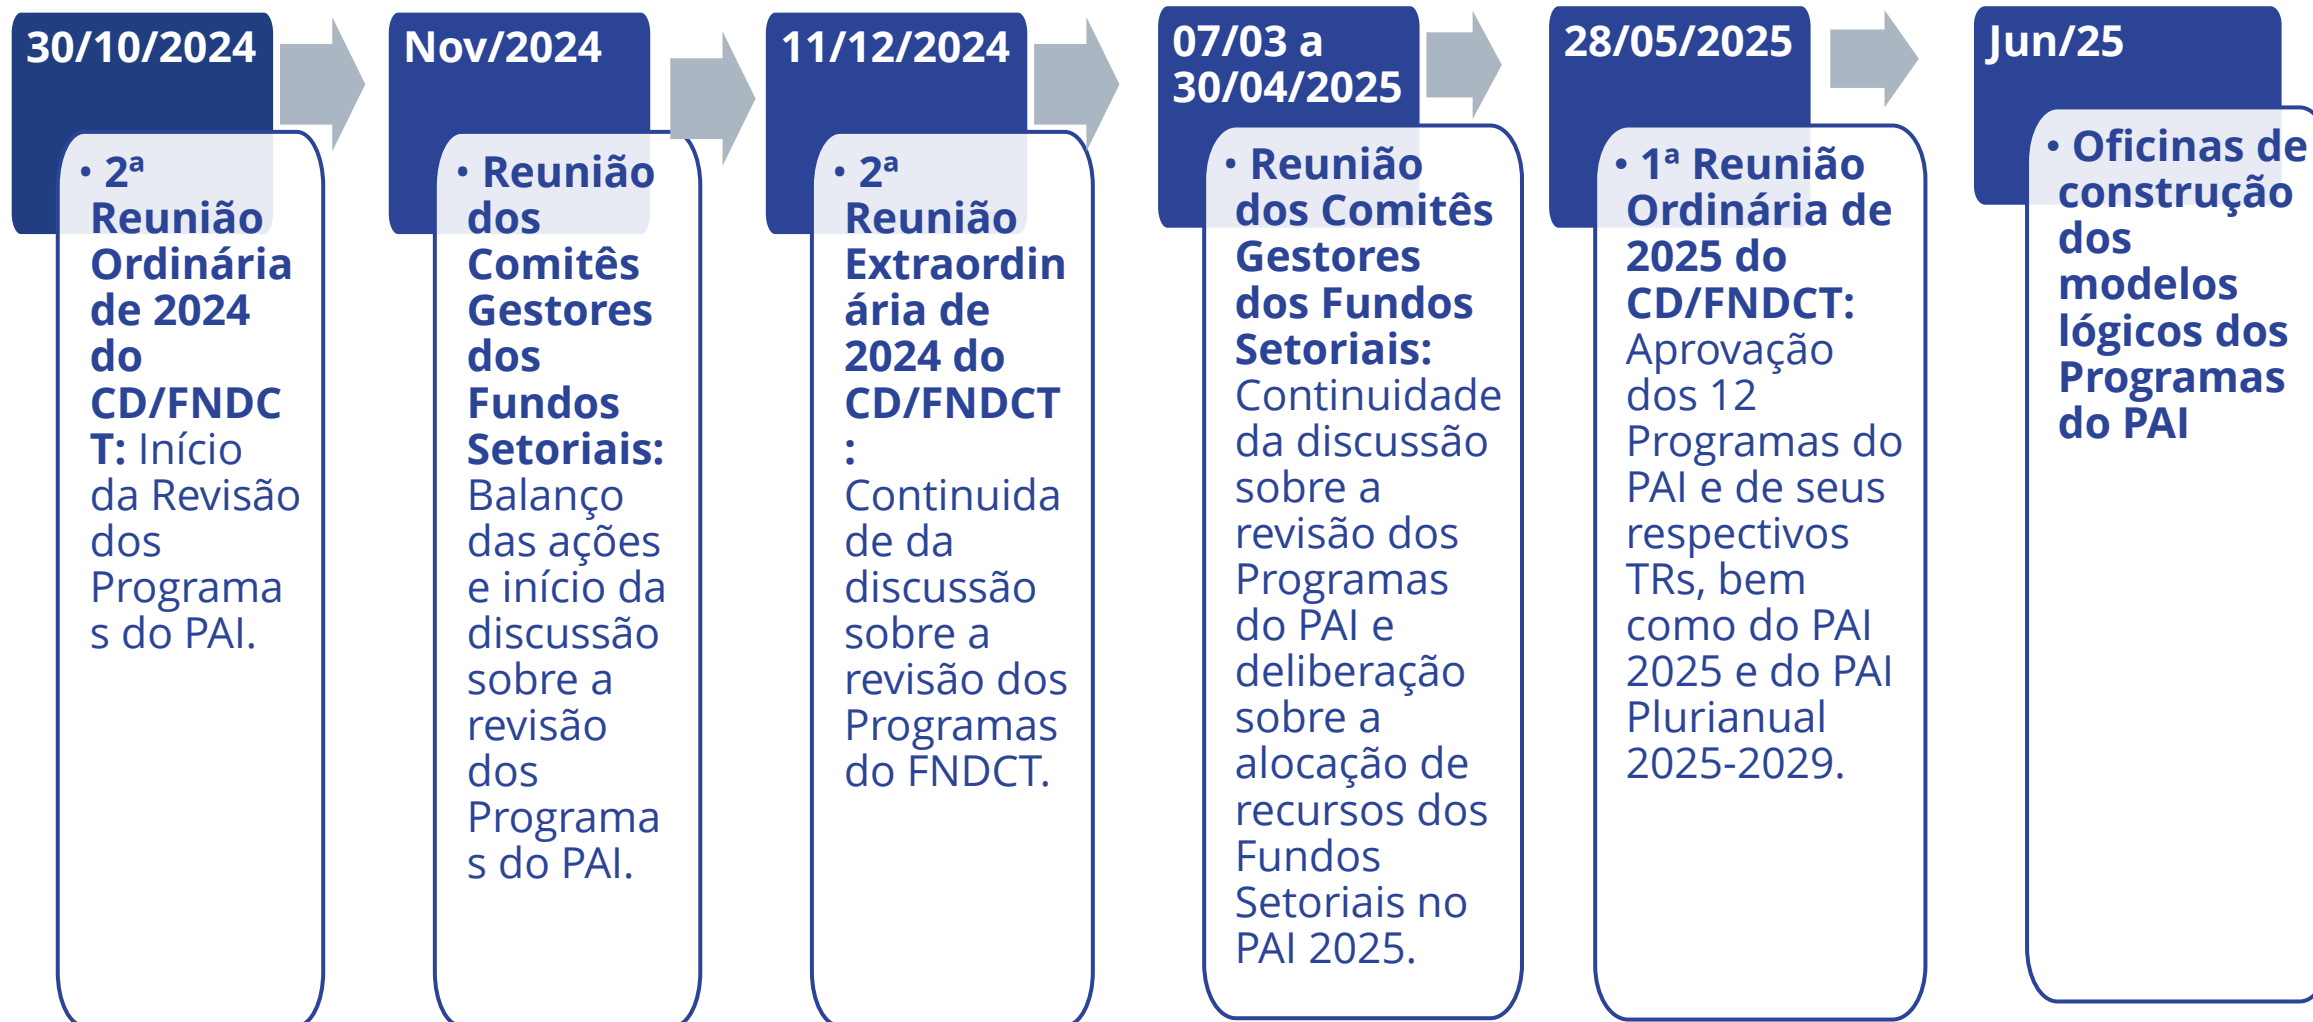 30/10/2024
• 2ª
Reunião
Ordinária
de 2024
do
CD/FNDC
T: Início
da Revisão
dos
Programa
s do PAI.
Nov/2024
• Reunião
dos
Comitês
Gestores
dos
Fundos
Setoriais:
Balanço
das ações
e início da
discussão
sobre a
revisão
dos
Programa
s do PAI.
11/12/2024
• 2ª
Reunião
Extraordin
ária de
2024 do
CD/FNDCT
:
Continuida
de da
discussão
sobre a
revisão dos
Programas
do FNDCT.
07/03 a
30/04/2025
• Reunião
dos Comitês
Gestores
dos Fundos
Setoriais:
Continuidade
da discussão
sobre a
revisão dos
Programas
do PAI e
deliberação
sobre a
alocação de
recursos dos
Fundos
Setoriais no
PAI 2025.
28/05/2025
• 1ª Reunião
Ordinária de
2025 do
CD/FNDCT:
Aprovação
dos 12
Programas do
PAI e de seus
respectivos
TRs, bem
como do PAI
2025 e do PAI
Plurianual
2025-2029.
Jun/25
• Oficinas de
construção
dos
modelos
lógicos dos
Programas
do PAI